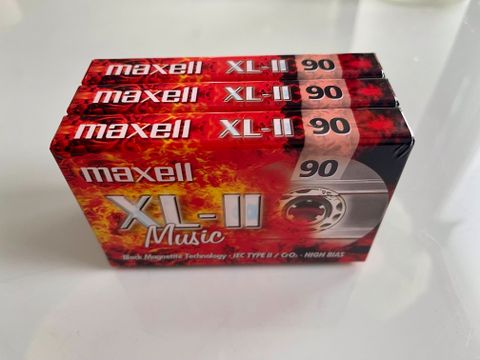 maxell XL-II 90
maxell XL-II 90
maxell XL-II 90
maxell 90
XL-II
Music
Black Magnetite Technology - IEC TYPE II / CrO₂ - HIGH BIAS